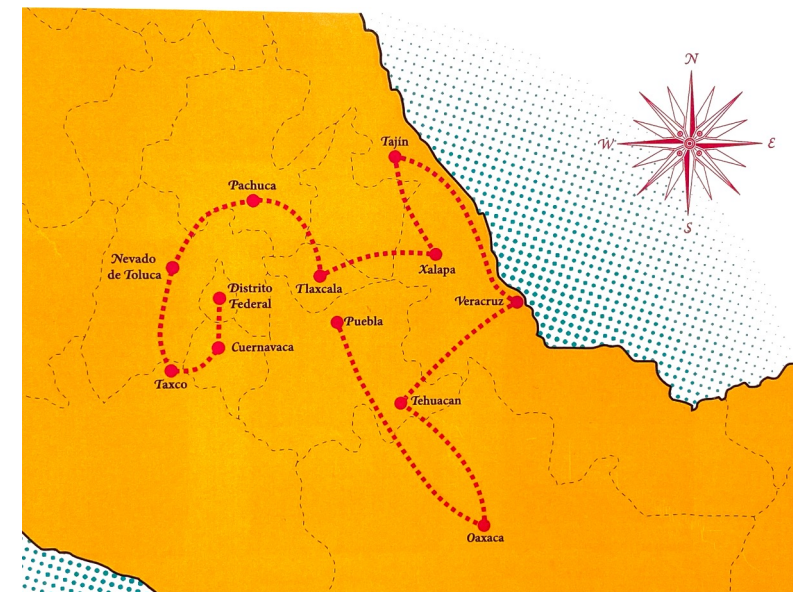 N
Tajín
W
E
Pachuca
S
Nevado
de Toluca
Xalapa
Distrito
Federal
Tlaxcala
Veracruz
Puebla
Cuernavaca
Taxco
Tehuacan
Oaxaca